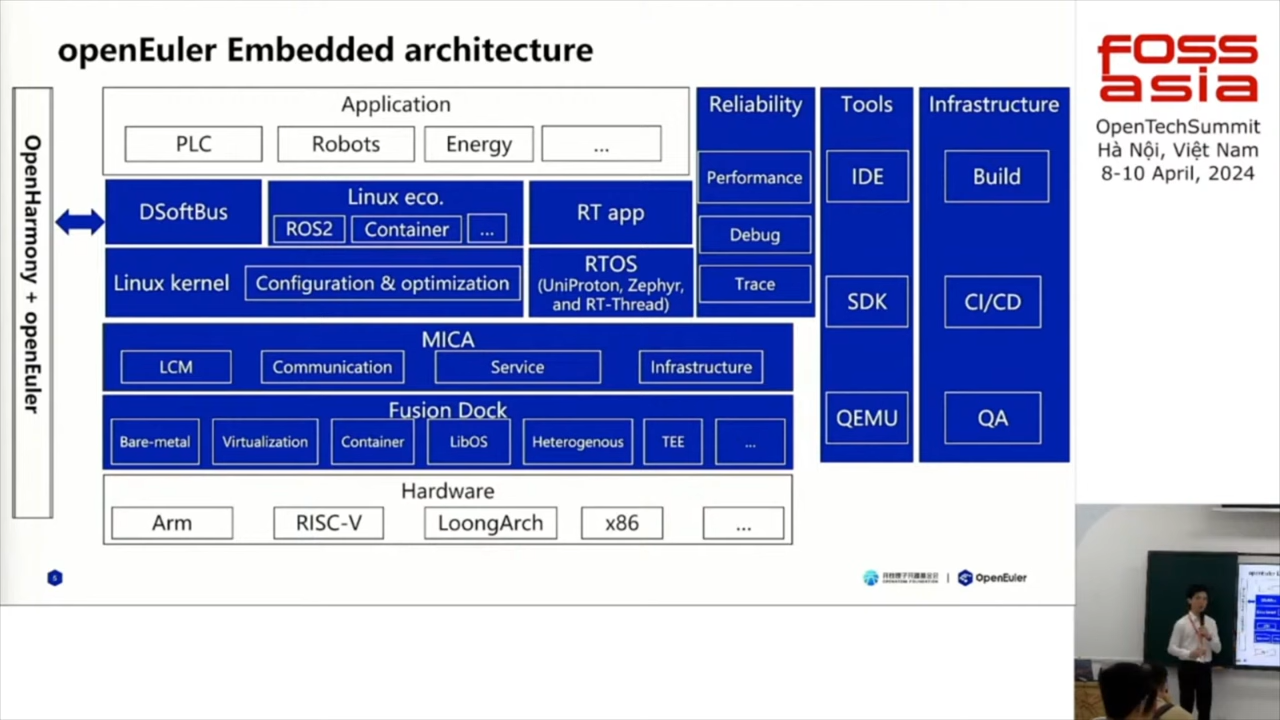 openEuler Embedded architecture
OpenHarmony + openEuler
Application
PLC
Robots
Energy
...
DSoftBus
Linux eco.
ROS2
Container
...
RT app
Linux kernel
Configuration & optimization
RTOS
(UniProton, Zephyr,
and RT-Thread)
MICA
LCM
Communication
Service
Infrastructure
Fusion Dock
Bare-metal
Virtualization
Container
LibOS
Heterogenous
TEE
...
Hardware
Arm
RISC-V
LoongArch
x86
...
Reliability
Performance
Debug
Trace
Tools
IDE
SDK
QEMU
Infrastructure
Build
CI/CD
QA
6
OpenEuler
FOSS
asia
OpenTechSummit
Hà Nội, Việt Nam
8-10 April, 2024